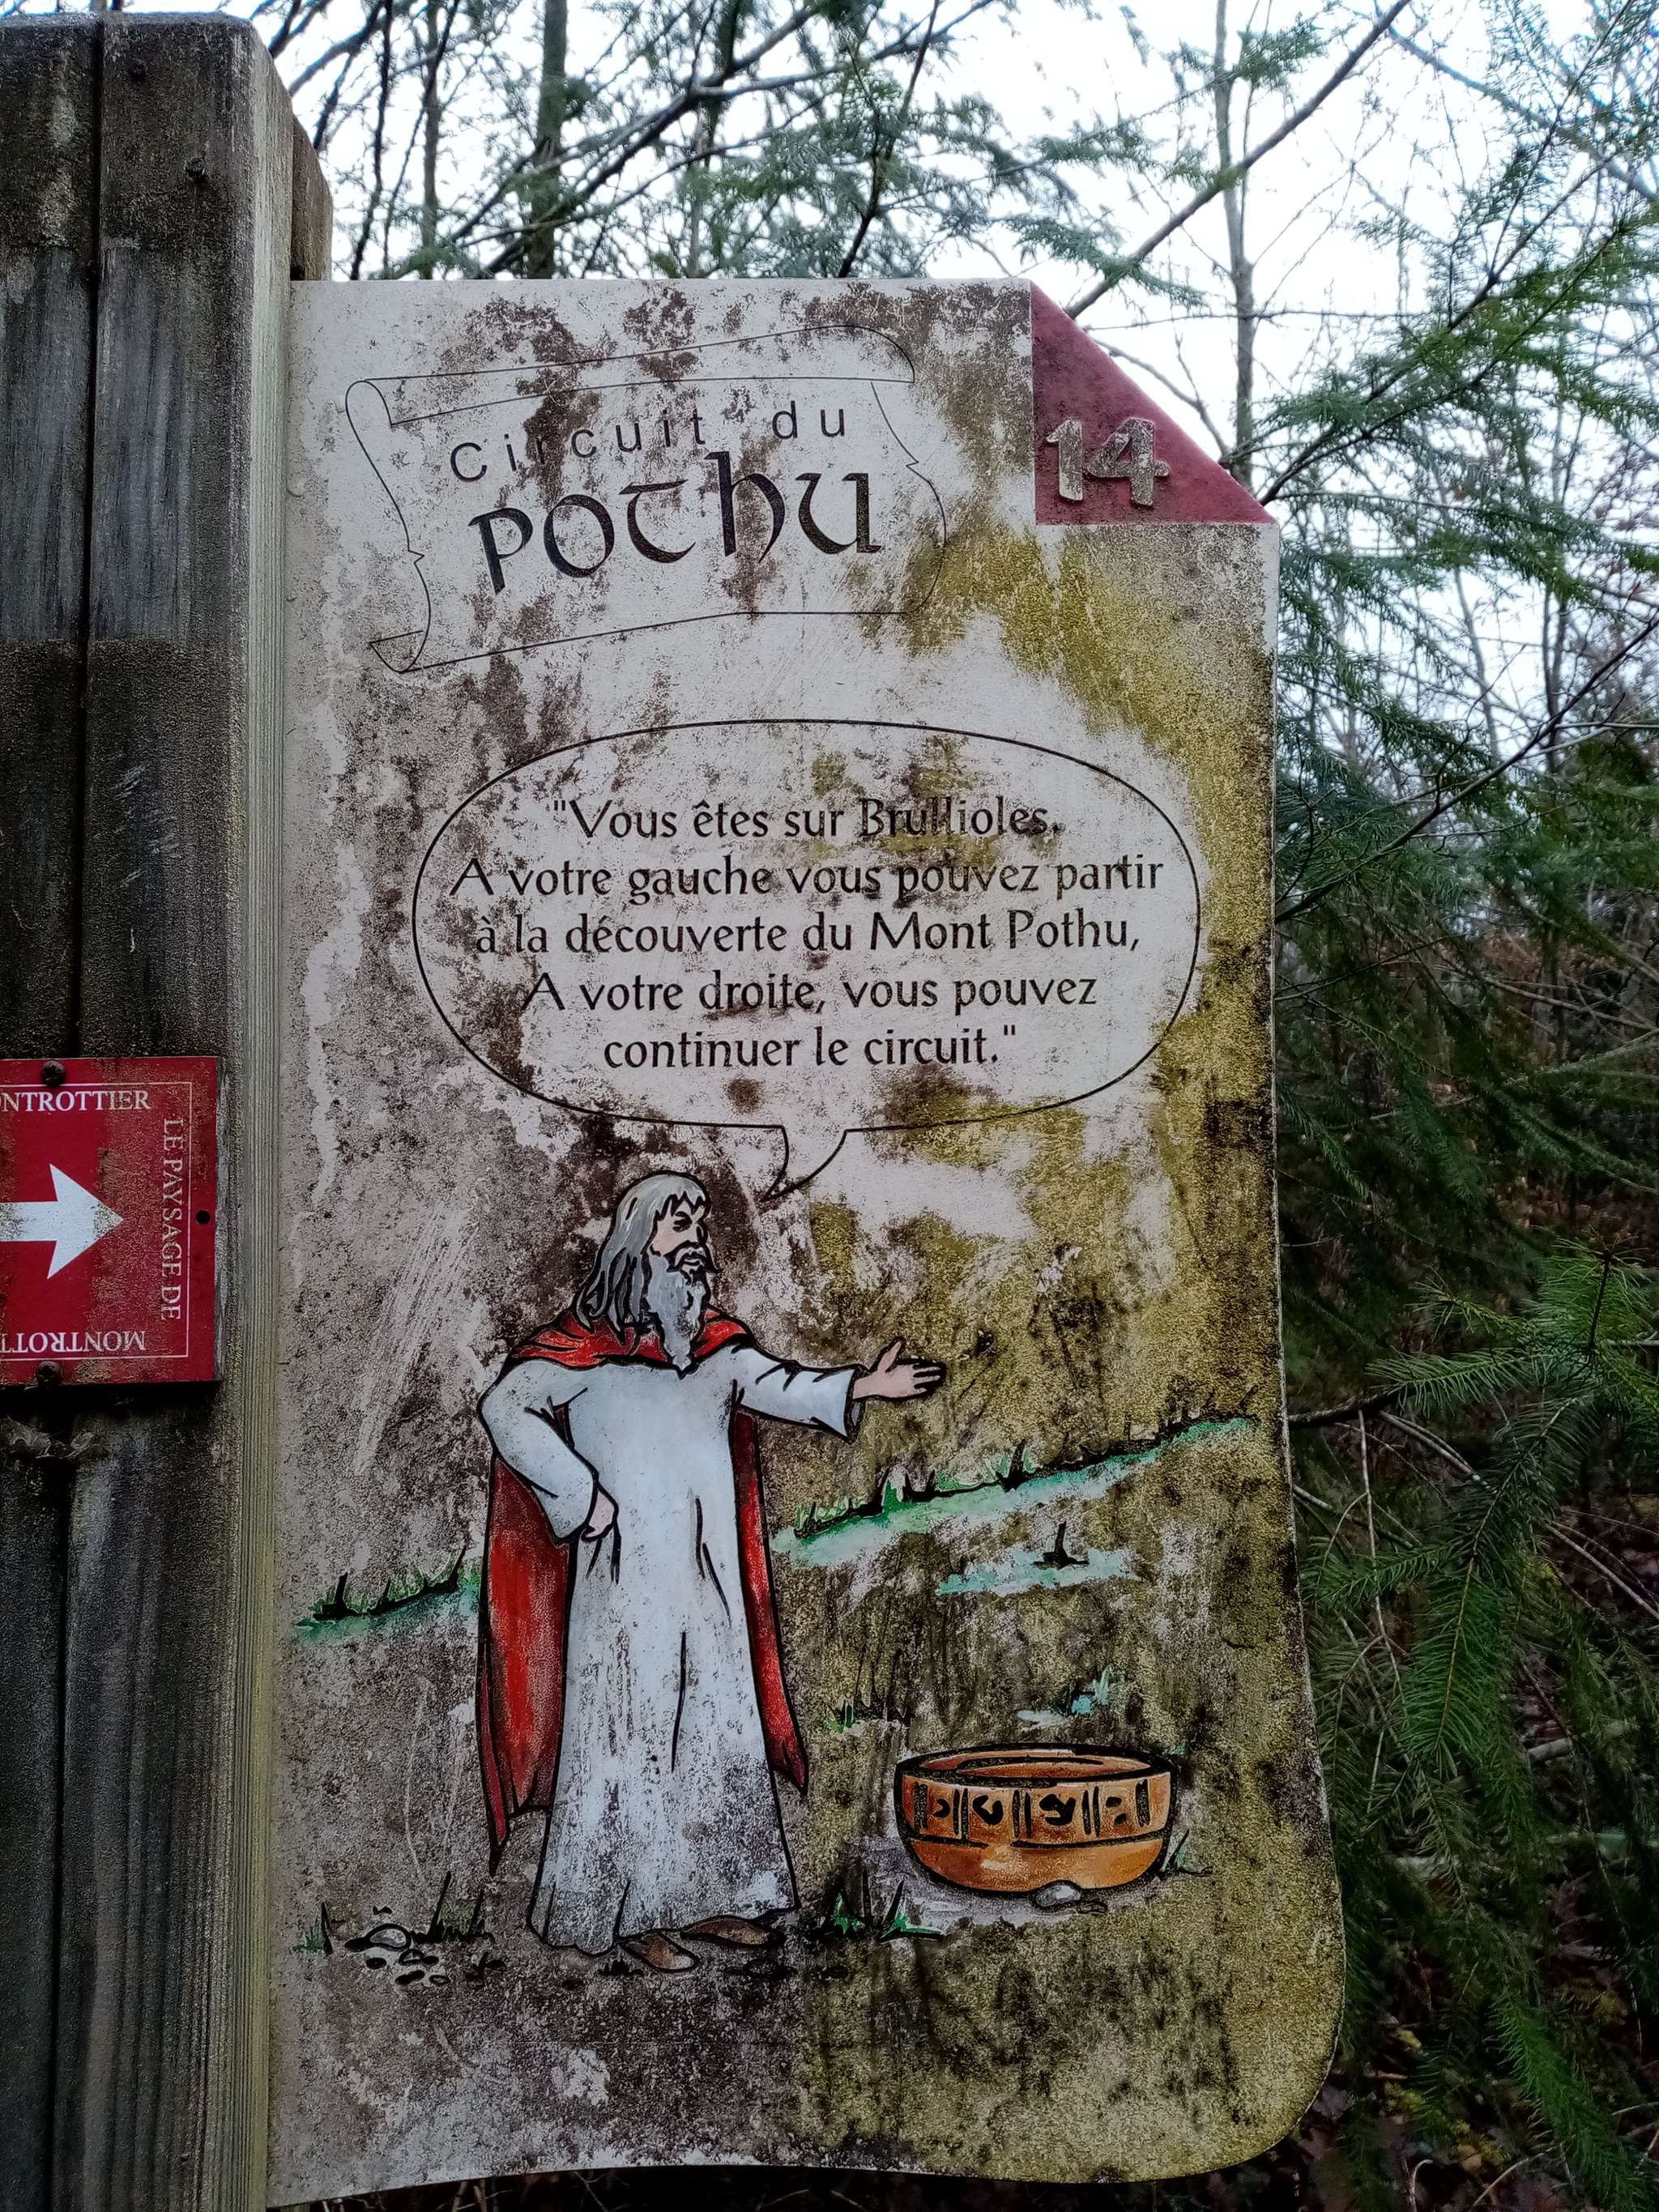 Circuit du
POTHU
14
"Vous êtes sur Brullioles.
A votre gauche vous pouvez partir
à la découverte du Mont Pothu,
A votre droite, vous pouvez
continuer le circuit."
NTROTTIER
LE PAYSAGE DE
MONTROTT